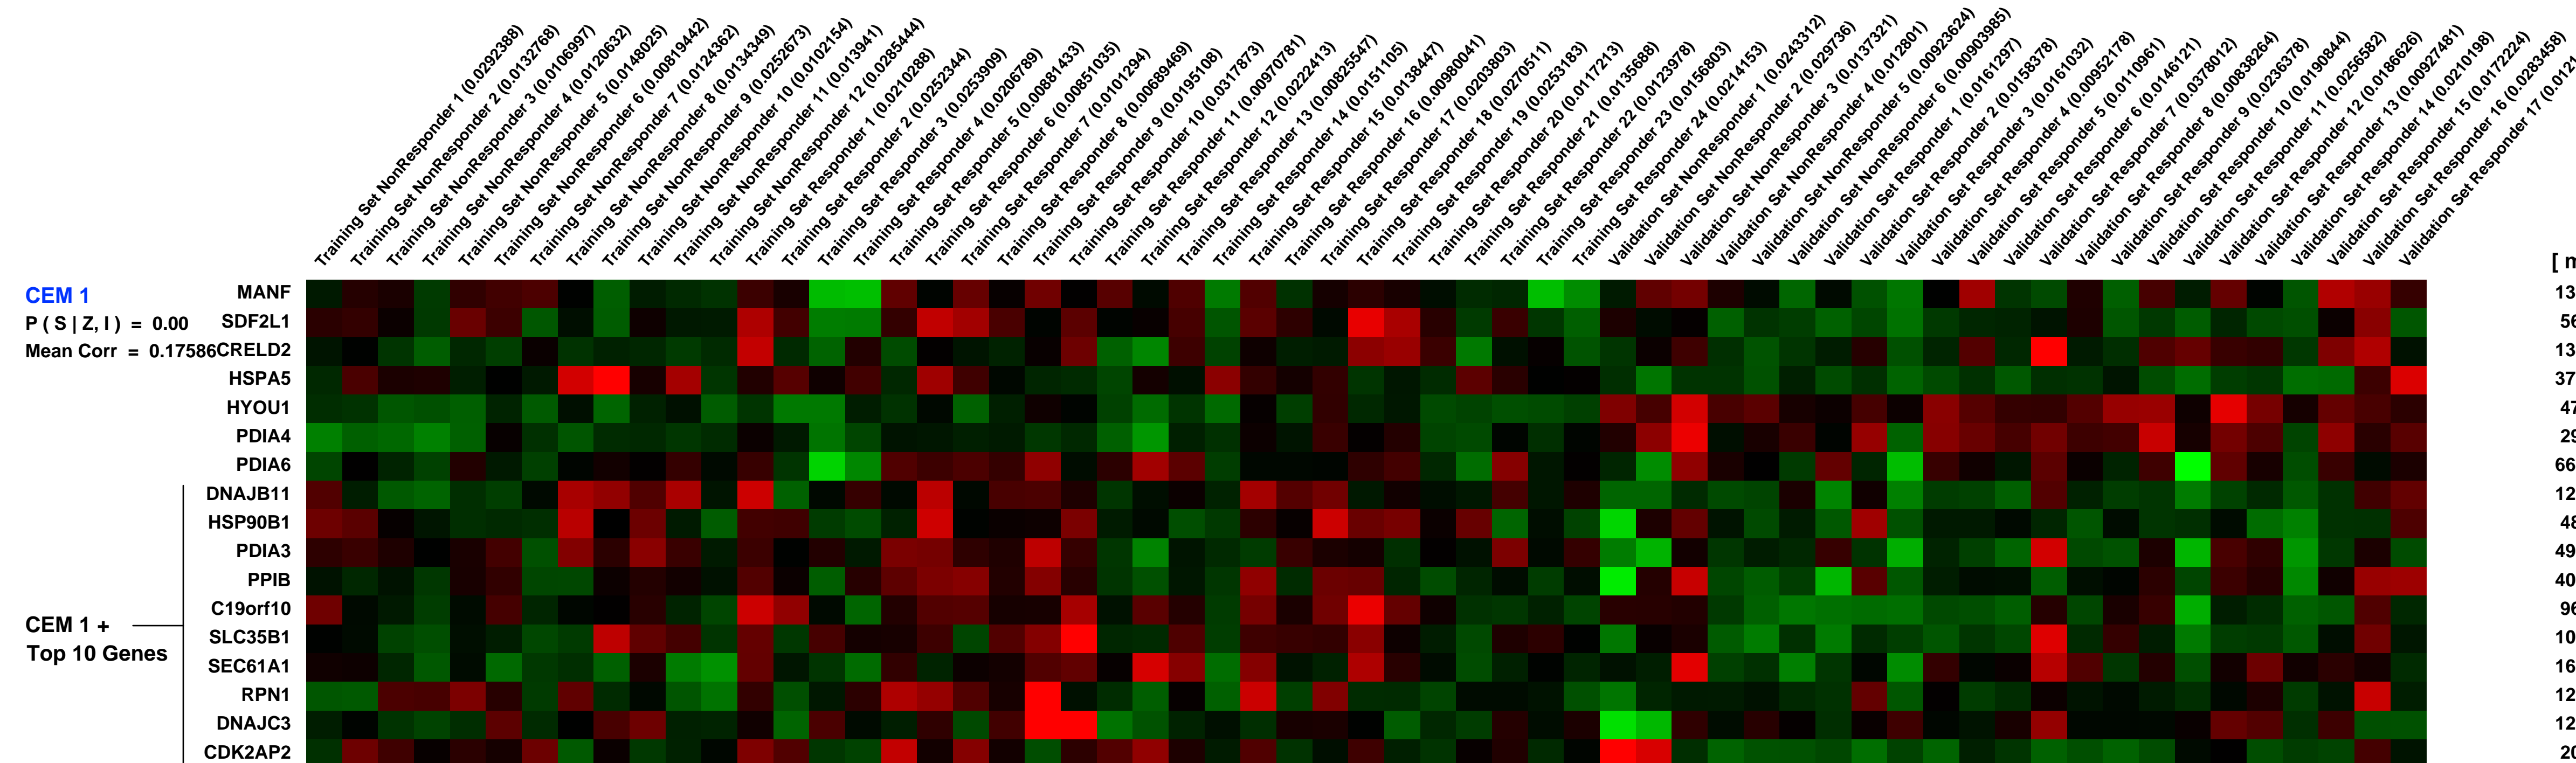 Training Set NonResponder 1 (0.0292388)
Training Set NonResponder 2 (0.0132768)
Training Set NonResponder 3 (0.0106997)
Training Set NonResponder 4 (0.0120632)
Training Set NonResponder 5 (0.0148025)
Training Set NonResponder 6 (0.00819442)
Training Set NonResponder 7 (0.0124362)
Training Set NonResponder 8 (0.0134349)
Training Set NonResponder 9 (0.0252673)
Training Set NonResponder 10 (0.0102154)
Training Set NonResponder 11 (0.013941)
Training Set NonResponder 12 (0.0285444)
Training Set Responder 1 (0.0210288)
Training Set Responder 2 (0.0252344)
Training Set Responder 3 (0.0253909)
Training Set Responder 4 (0.0206789)
Training Set Responder 5 (0.00881433)
Training Set Responder 6 (0.00851035)
Training Set Responder 7 (0.0101294)
Training Set Responder 8 (0.00689469)
Training Set Responder 9 (0.0195108)
Training Set Responder 10 (0.0317873)
Training Set Responder 11 (0.00970781)
Training Set Responder 12 (0.0222413)
Training Set Responder 13 (0.00825547)
Training Set Responder 14 (0.0151105)
Training Set Responder 15 (0.0138447)
Training Set Responder 16 (0.00980041)
Training Set Responder 17 (0.0203803)
Training Set Responder 18 (0.0270511)
Training Set Responder 19 (0.0253183)
Training Set Responder 20 (0.0117213)
Training Set Responder 21 (0.0135688)
Training Set Responder 22 (0.0123978)
Training Set Responder 23 (0.0156803)
Training Set Responder 24 (0.0214153)
Validation Set NonResponder 1 (0.0243312)
Validation Set NonResponder 2 (0.029736)
Validation Set NonResponder 3 (0.0137321)
Validation Set NonResponder 4 (0.012801)
Validation Set NonResponder 5 (0.00923624)
Validation Set NonResponder 6 (0.00903985)
Validation Set Responder 1 (0.0161297)
Validation Set Responder 2 (0.0158378)
Validation Set Responder 3 (0.0161032)
Validation Set Responder 4 (0.00952178)
Validation Set Responder 5 (0.0110961)
Validation Set Responder 6 (0.0146121)
Validation Set Responder 7 (0.0378012)
Validation Set Responder 8 (0.00838264)
Validation Set Responder 9 (0.0236378)
Validation Set Responder 10 (0.0190844)
Validation Set Responder 11 (0.0256582)
Validation Set Responder 12 (0.018626)
Validation Set Responder 13 (0.00927481)
Validation Set Responder 14 (0.0210198)
Validation Set Responder 15 (0.017224)
Validation Set Responder 16 (0.0283458)
Validation Set Responder 17
CEM 1
P ( S | Z, I ) = 0.00
Mean Corr = 0.17586
MANF
SDF2L1
CRELD2
HSPA5
HYOU1
PDIA4
PDIA6
DNAJB11
HSP90B1
PDIA3
PPIB
C19orf10
SLC35B1
SEC61A1
RPN1
DNAJC3
CDK2AP2
CEM 1 +
Top 10 Genes